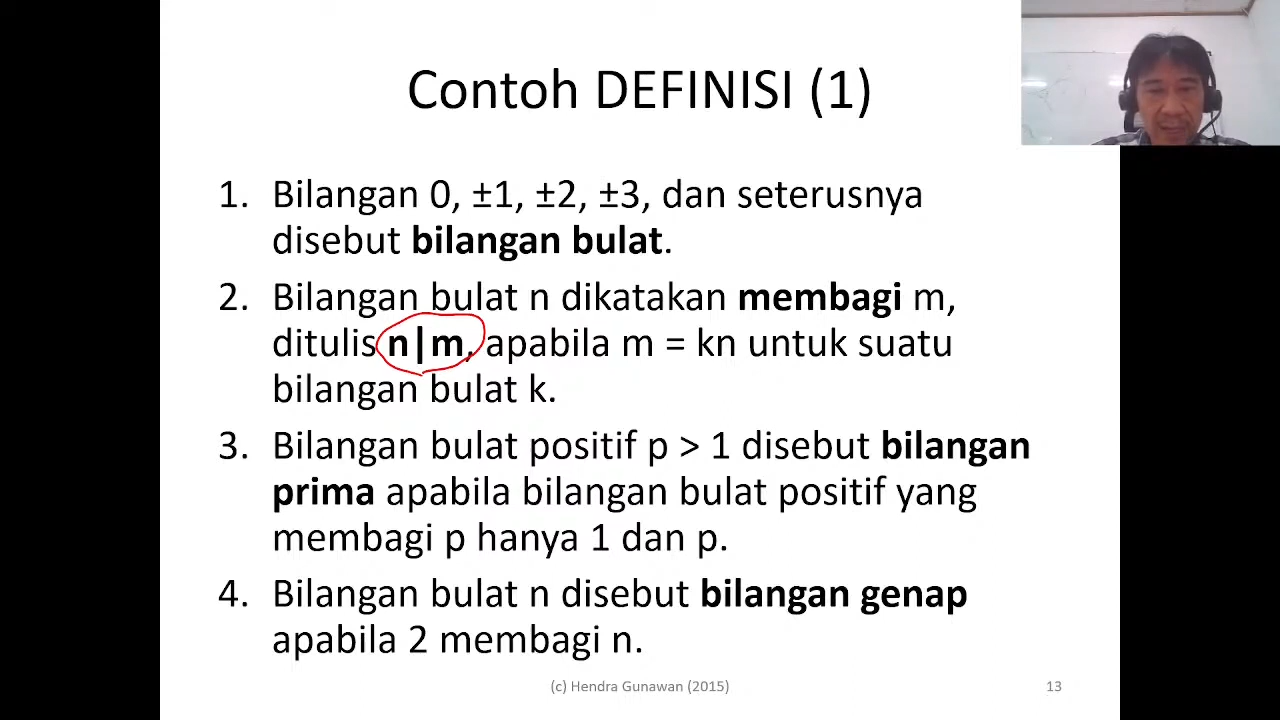 Contoh DEFINISI (1)
1. Bilangan 0, ±1, ±2, ±3, dan seterusnya
disebut bilangan bulat.
2. Bilangan bulat n dikatakan membagi m,
ditulis n|m, apabila m = kn untuk suatu
bilangan bulat k.
3. Bilangan bulat positif p > 1 disebut bilangan
prima apabila bilangan bulat positif yang
membagi p hanya 1 dan p.
4. Bilangan bulat n disebut bilangan genap
apabila 2 membagi n.
(c) Hendra Gunawan (2015)
13